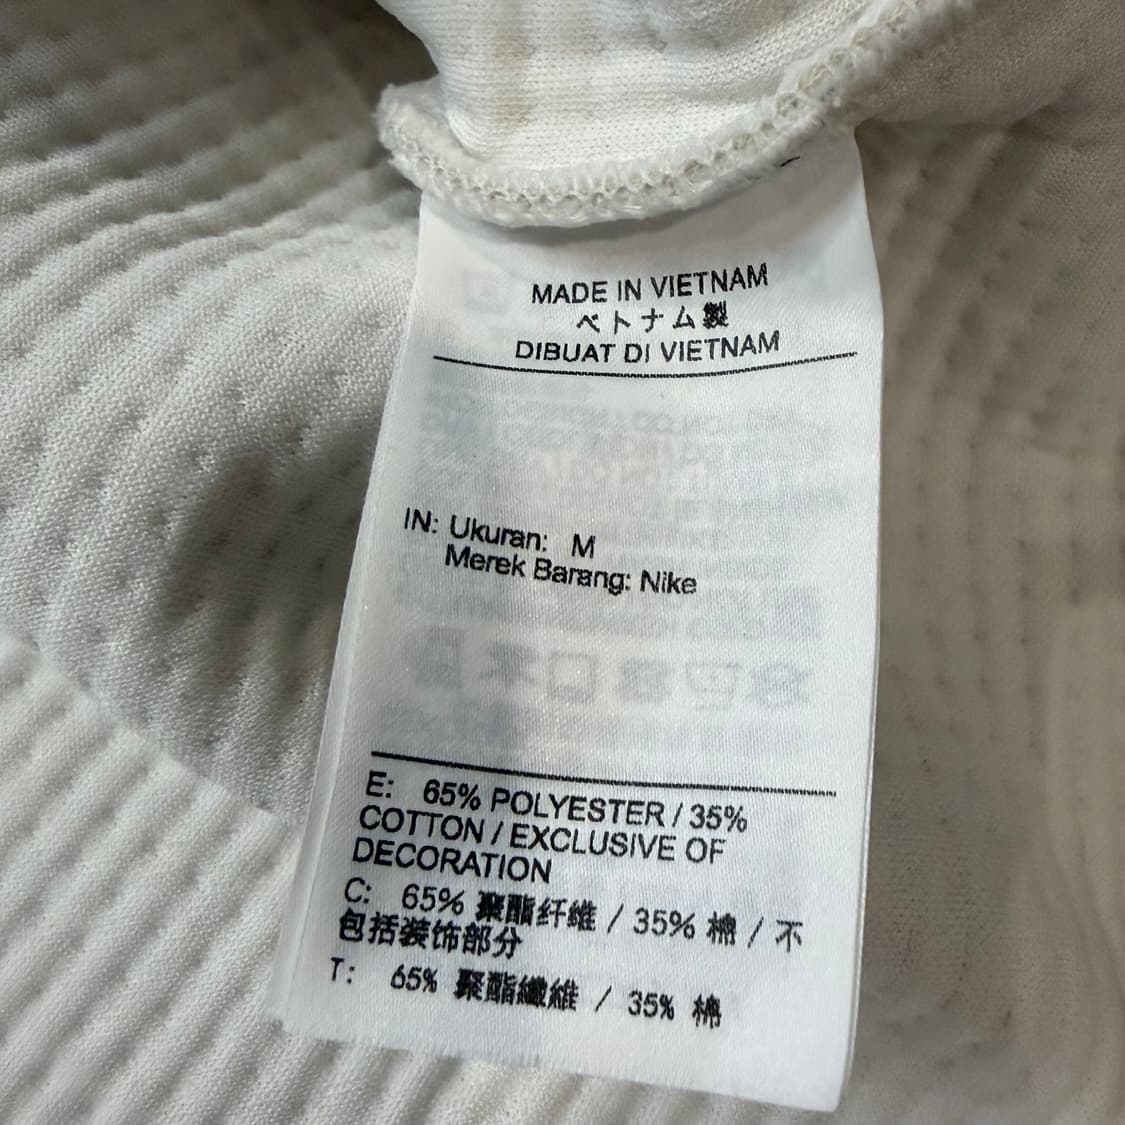 MADE IN VIETNAM
ベトナム製
DIBUAT DI VIETNAM
IN: Ukuran: M
Merek Barang: Nike
E: 65% POLYESTER / 35%
COTTON / EXCLUSIVE OF
DECORATION
C: 65% 聚酯纤维 / 35% 棉 / 不
包括装饰部分
T: 65% 聚酯纖維 / 35% 棉